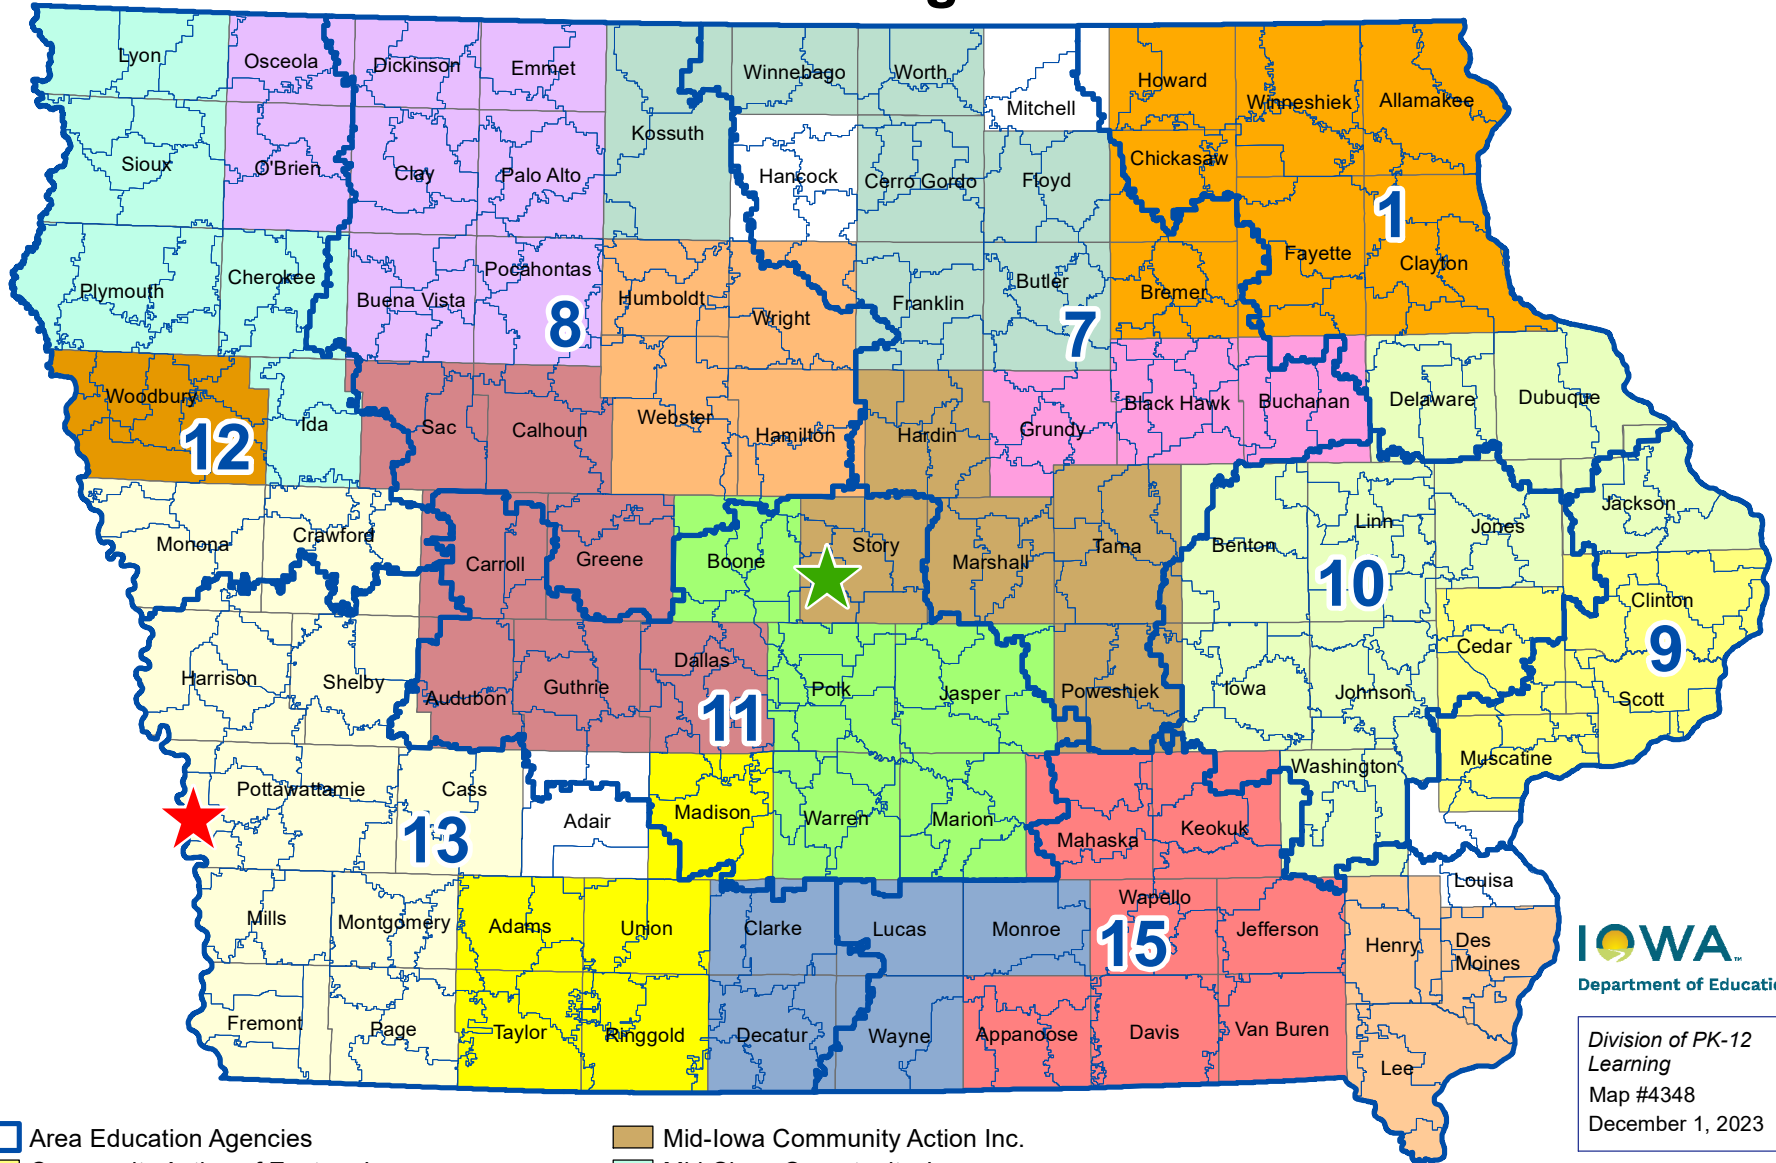 Lyon
Osceola
Dickinson
Emmet
Winnebago
Worth
Mitchell
Howard
Winneshiek
Allamakee
Sioux
O'Brien
Clay
Palo Alto
Kossuth
Hancock
Cerro Gordo
Floyd
Chickasaw
1
Plymouth
Cherokee
Buena Vista
Pocahontas
8
Humboldt
Wright
Franklin
Butler
7
Bremer
Fayette
Clayton
Woodbury
12
Ida
Sac
Calhoun
Webster
Hamilton
Hardin
Grundy
Black Hawk
Buchanan
Delaware
Dubuque
Monona
Crawford
Carroll
Greene
Boone
Story
Marshall
Tama
Benton
Linn
10
Jones
Jackson
Clinton
9
Harrison
Shelby
Audubon
Guthrie
Dallas
11
Polk
Jasper
Poweshiek
Iowa
Johnson
Cedar
Scott
Muscatine
Pottawattamie
Cass
13
Adair
Madison
Warren
Marion
Mahaska
Keokuk
Washington
Louisa
Mills
Montgomery
Adams
Union
Clarke
Lucas
Monroe
Wapello
15
Jefferson
Henry
Des
Moines
Fremont
Page
Taylor
Ringgold
Decatur
Wayne
Appanoose
Davis
Van Buren
Lee
IOWA™
Department of
Division of PK-12
Learning
Map #4348
December 1, 2023
Area Education Agencies
Mid-Iowa Community Action Inc.